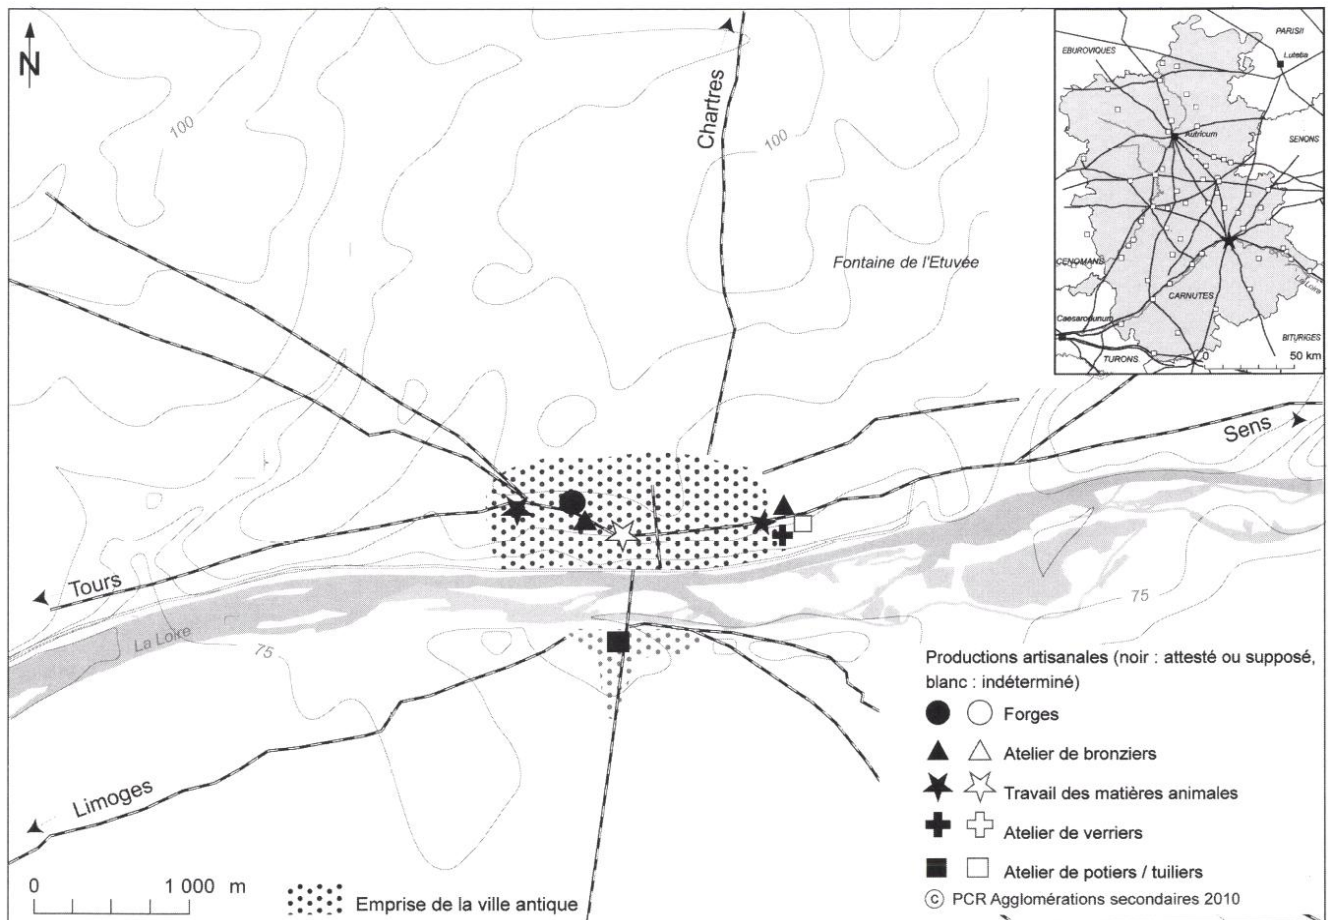 N
100
Chartres
100
Fontaine de l'Etuvée
EBUROVIQUES
PARISII
Lutetia
Autricum
SENONS
CENOMANS
CARNUTES
La Loire
Caesarodunum
TURONS
BITURIGES
0 50 km
Sens
Tours
La Loire
75
75
Limoges
0 1 000 m
Emprise de la ville antique
Productions artisanales (noir : attesté ou supposé,
blanc : indéterminé)
Forges
Atelier de bronziers
Travail des matières animales
Atelier de verriers
Atelier de potiers / tuiliers
© PCR Agglomérations secondaires 2010